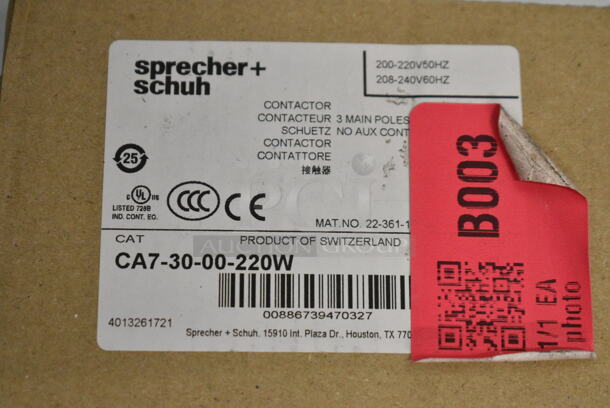 sprecher+
schuh
200-220V50HZ
208-240V60HZ
CONTACTOR
CONTACTEUR 3 MAIN POLES
SCHUETZ NO AUX CONT
CONTACTOR
CONTATTORE
接触器
25
UL
LISTED 728B
IND. CONT. EQ.
CCC CE
MAT.NO. 22-361-1
CAT PRODUCT OF SWITZERLAND
CA7-30-00-220W
00886739470327
4013261721
Sprecher + Schuh. 15910 Int. Plaza Dr., Houston, TX 770
B003
1/1 EA
photo